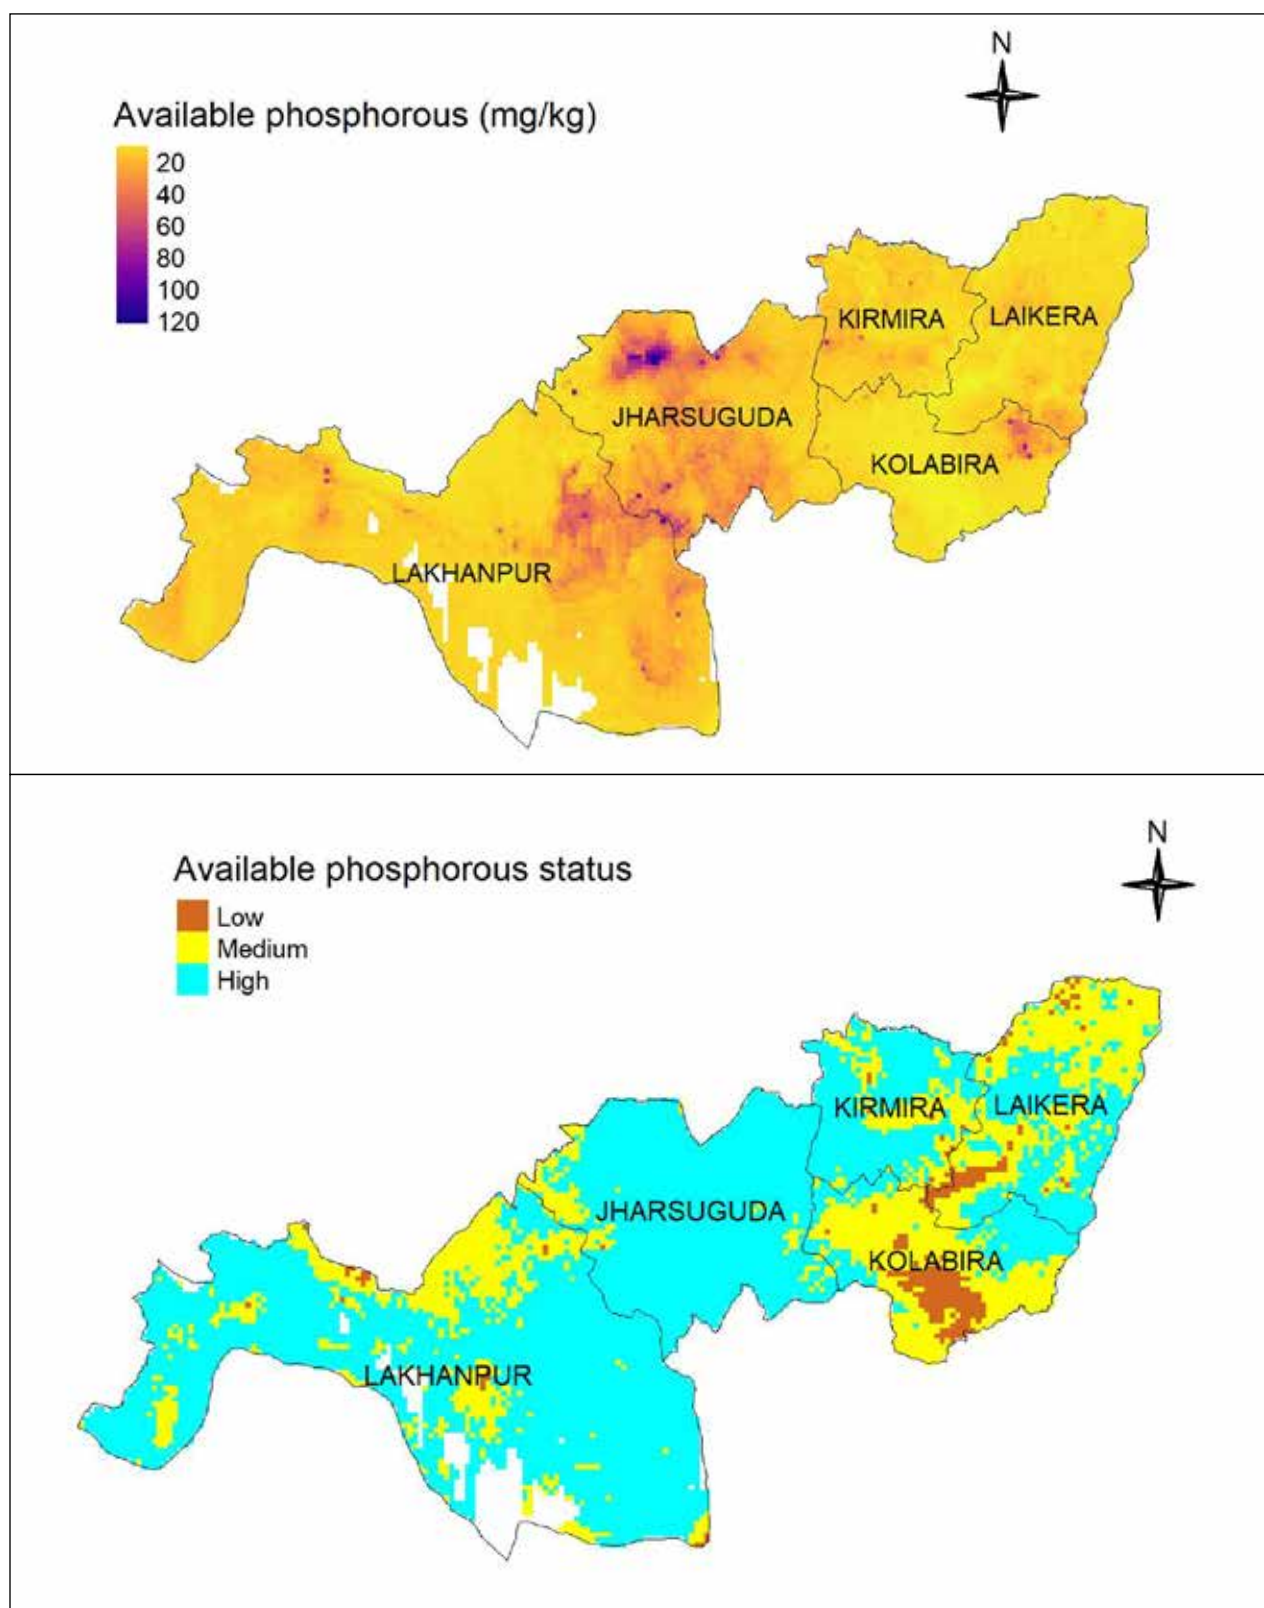 N
Available phosphorous (mg/kg)
20
40
60
80
100
120
KIRMIRA
LAIKERA
JHARSUGUDA
KOLABIRA
LAKHANPUR
N
Available phosphorous status
Low
Medium
High
KIRMIRA
LAIKERA
JHARSUGUDA
KOLABIRA
LAKHANPUR